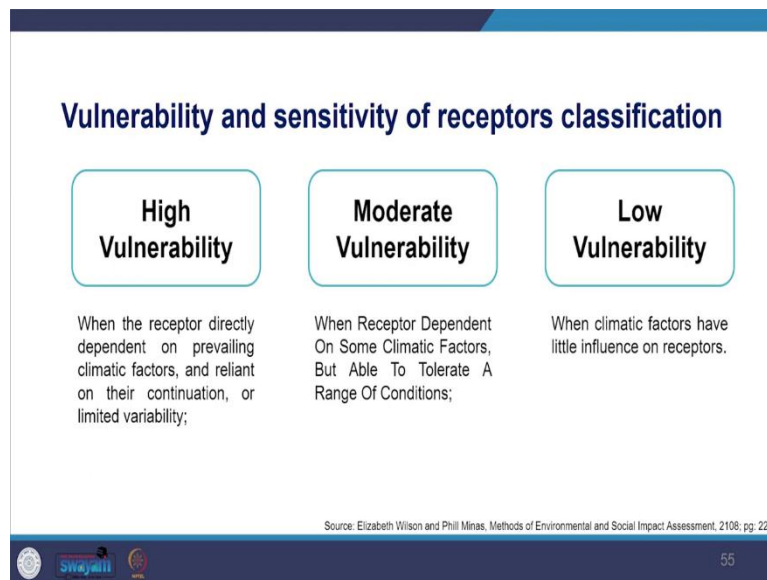 Vulnerability and sensitivity of receptors classification
High
Vulnerability
When the receptor directly
dependent on prevailing
climatic factors, and reliant
on their continuation, or
limited variability;
Moderate
Vulnerability
When Receptor Dependent
On Some Climatic Factors,
But Able To Tolerate A
Range Of Conditions;
Low
Vulnerability
When climatic factors have
little influence on receptors.
Source: Elizabeth Wilson and Phill Minas, Methods of Environmental and Social Impact Assessment, 2108; pg: 22
swayam
55